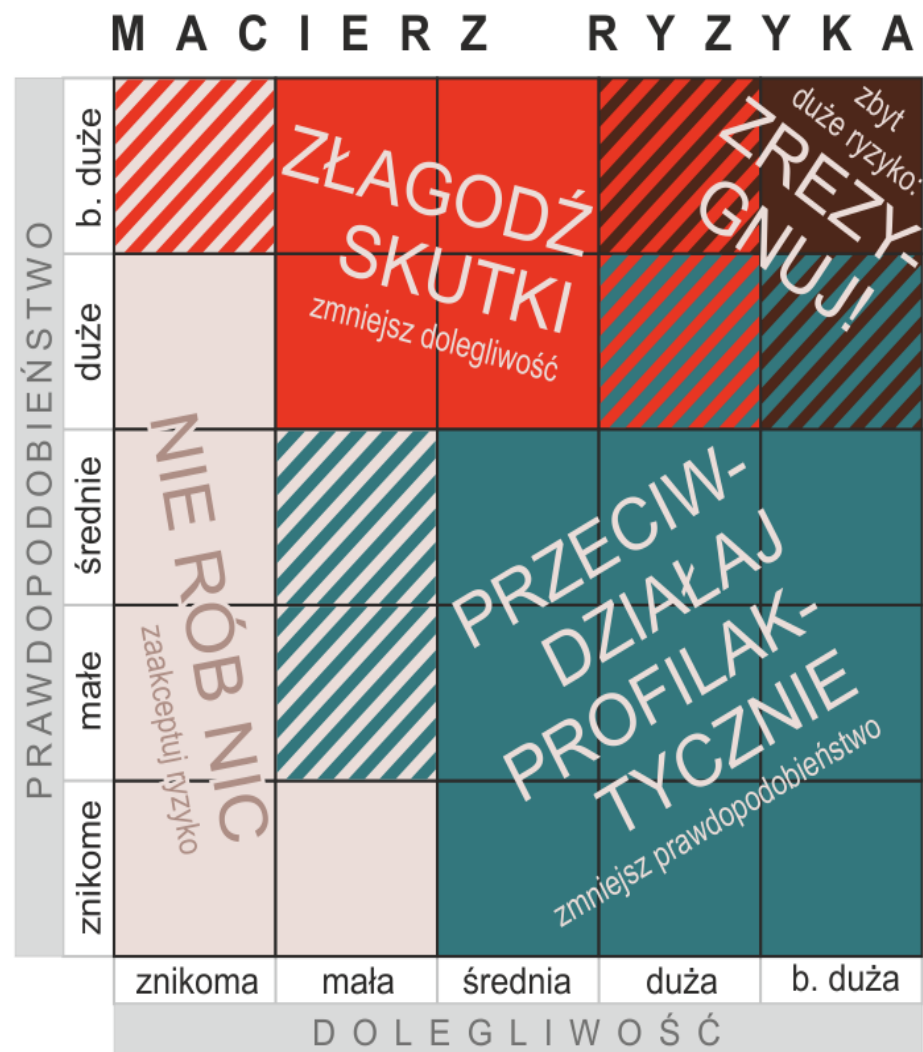 MACIERZ RYZYKA
PRAWDOPODOBIEŃSTWO
b. duże
duże
średnie
małe
znikome
ZŁAGODŹ
SKUTKI
zmniejsz dolegliwość
zbyt
duże ryzyko:
ZREZY-
GNUJ!
NIE RÓB NIC
zaakceptuj ryzyko
PRZECIW-
DZIAŁAJ
PROFILAK-
TYCZNIE
zmniejsz prawdopodobieństwo
znikoma
mała
średnia
duża
b. duża
DOLEGLIWOŚĆ